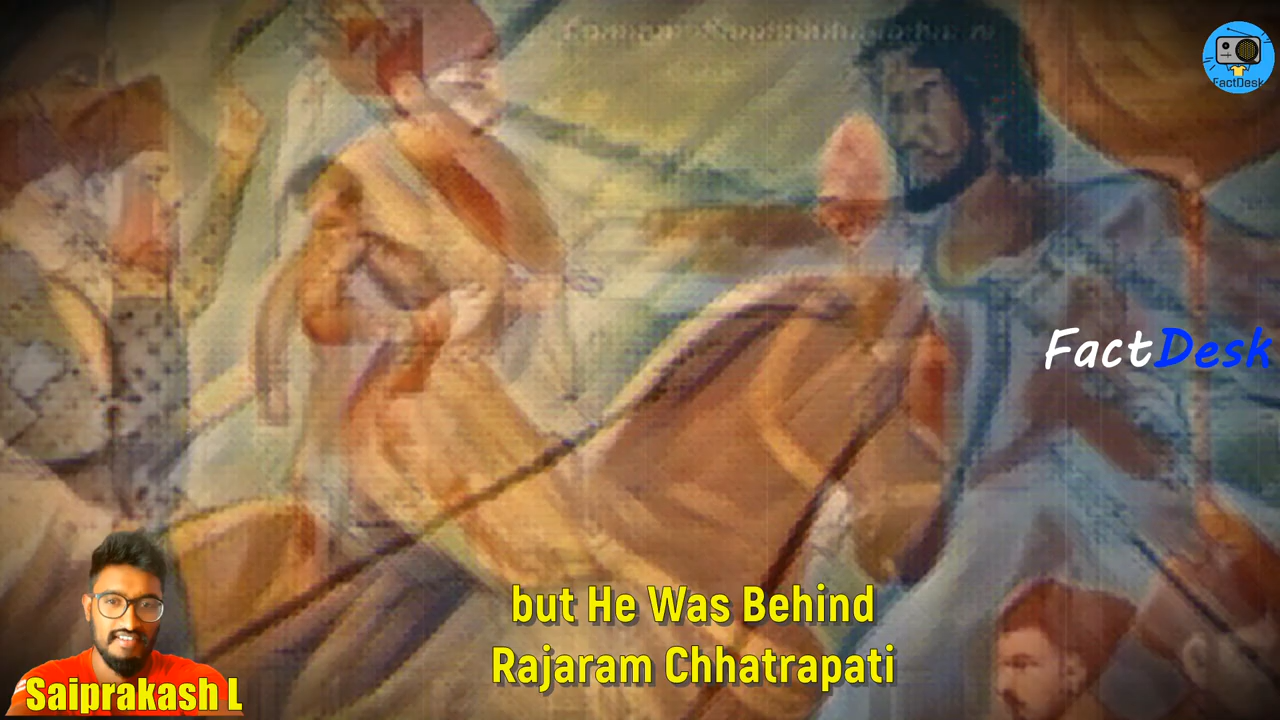 FactDesk
FactDesk
but He Was Behind
Rajaram Chhatrapati
Saiprakash L